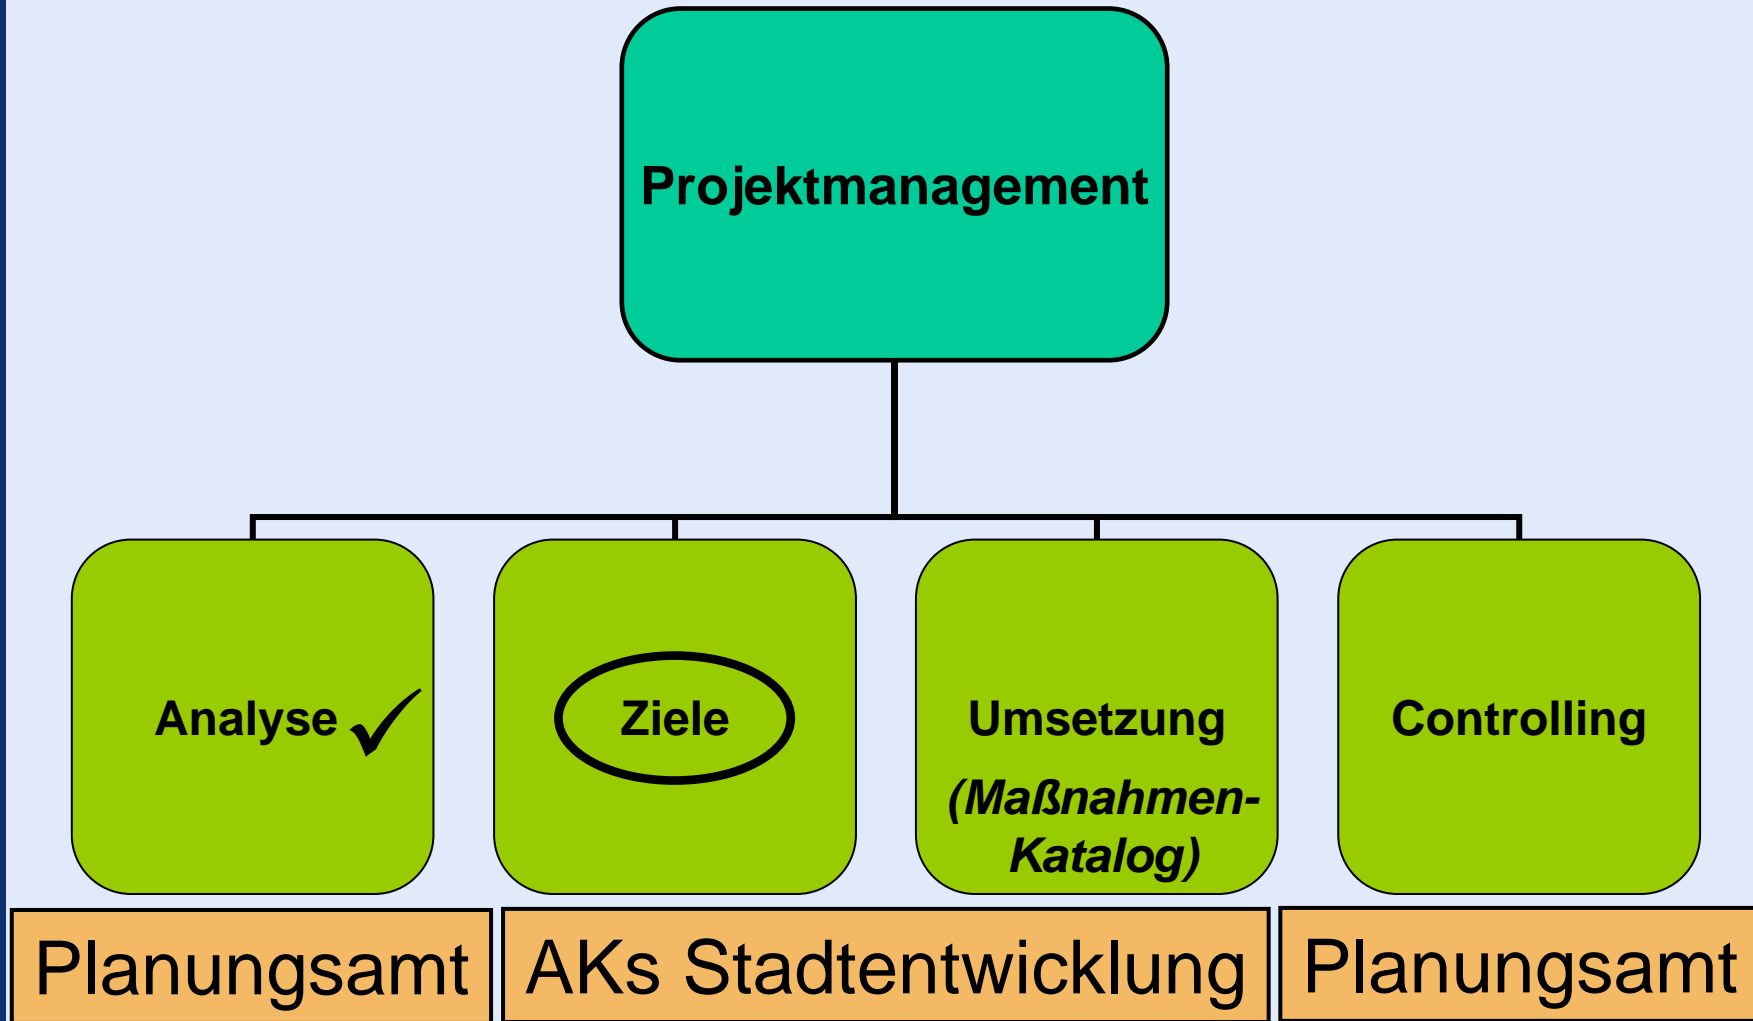 Projektmanagement
Analyse
Ziele
Umsetzung
(Maßnahmen-
Katalog)
Controlling
Planungsamt
AKs Stadtentwicklung
Planungsamt